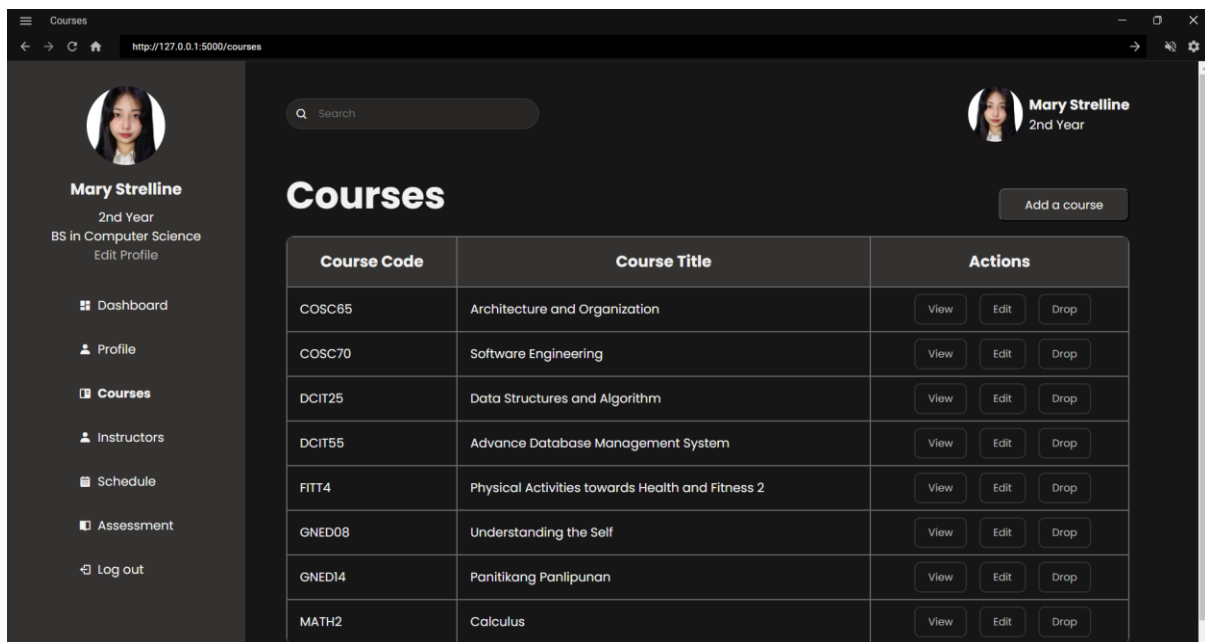 Courses
http://127.0.0.1:5000/courses
Mary Strelline
2nd Year
BS in Computer Science
Edit Profile
Dashboard
Profile
Courses
Instructors
Schedule
Assessment
Log out
Search
Mary Strelline
2nd Year
Courses
Add a course
Course Code Course Title Actions
COSC65 Architecture and Organization View Edit Drop
COSC70 Software Engineering View Edit Drop
DCIT25 Data Structures and Algorithm View Edit Drop
DCIT55 Advance Database Management System View Edit Drop
FITT4 Physical Activities towards Health and Fitness 2 View Edit Drop
GNED08 Understanding the Self View Edit Drop
GNED14 Panitikang Panlipunan View Edit Drop
MATH2 Calculus View Edit Drop